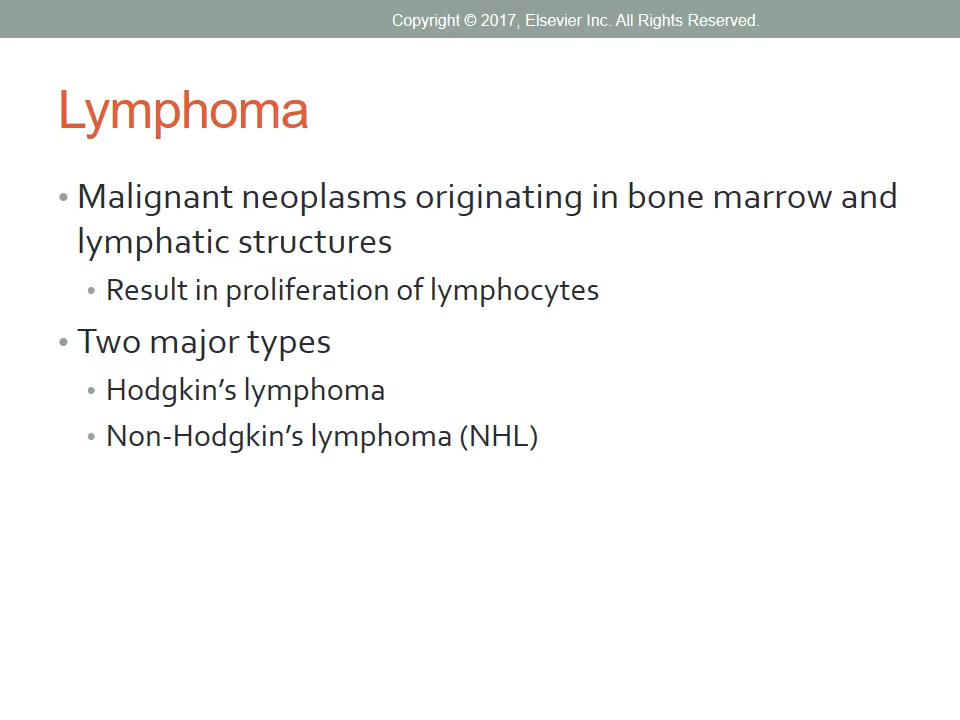 Copyright © 2017, Elsevier Inc. All Rights Reserved.
Lymphoma
• Malignant neoplasms originating in bone marrow and
lymphatic structures
• Result in proliferation of lymphocytes
• Two major types
• Hodgkin’s lymphoma
• Non-Hodgkin’s lymphoma (NHL)